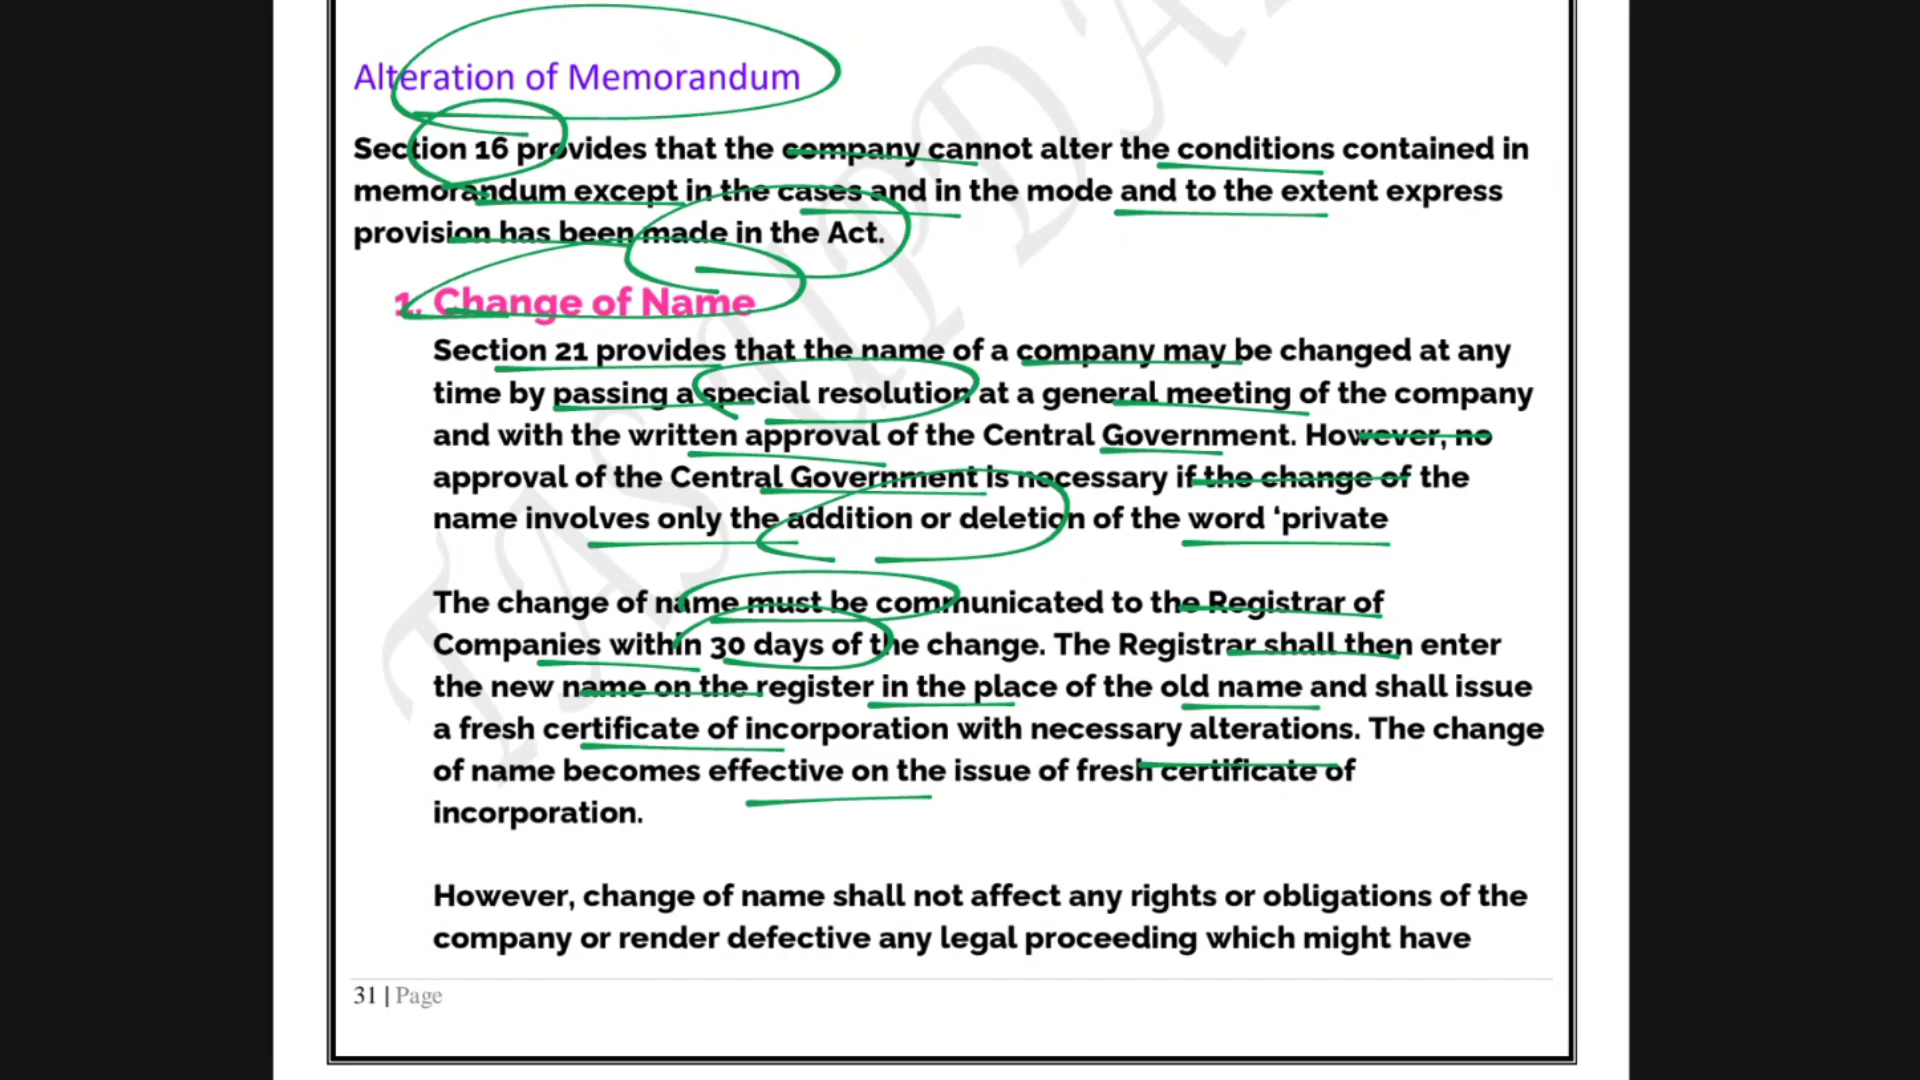 Alteration of Memorandum
Section 16 provides that the company cannot alter the conditions contained in
memorandum except in the cases and in the mode and to the extent express
provision has been made in the Act.
1. Change of Name
Section 21 provides that the name of a company may be changed at any
time by passing a special resolution at a general meeting of the company
and with the written approval of the Central Government. However, no
approval of the Central Government is necessary if the change of the
name involves only the addition or deletion of the word ‘private
The change of name must be communicated to the Registrar of
Companies within 30 days of the change. The Registrar shall then enter
the new name on the register in the place of the old name and shall issue
a fresh certificate of incorporation with necessary alterations. The change
of name becomes effective on the issue of fresh certificate of
incorporation.
However, change of name shall not affect any rights or obligations of the
company or render defective any legal proceeding which might have
31 | Page